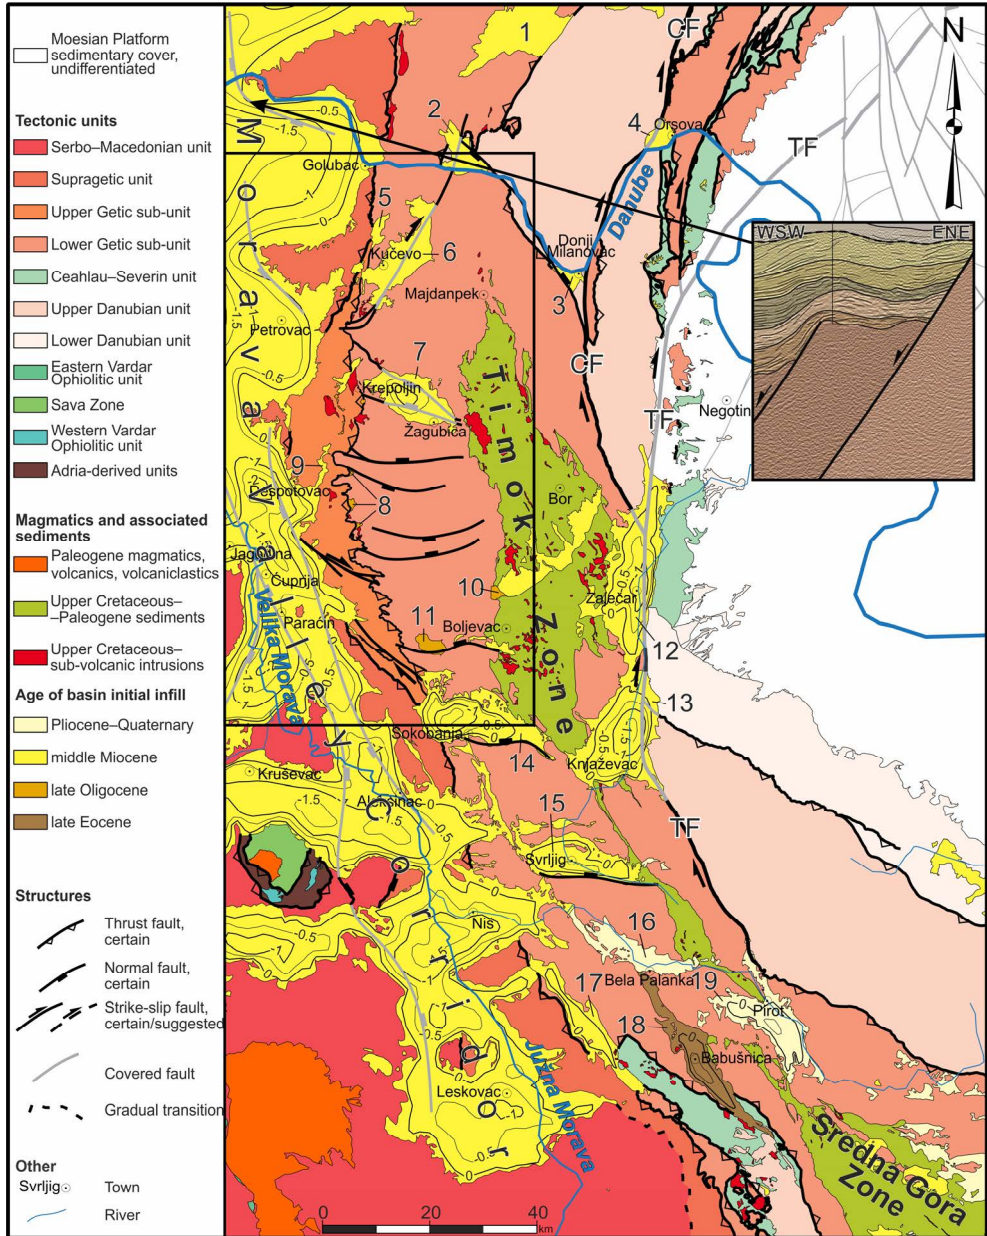 Moesian Platform
sedimentary cover,
undifferentiated
Tectonic units
Serbo–Macedonian unit
Supragetic unit
Upper Getic sub-unit
Lower Getic sub-unit
Ceahlau–Severin unit
Upper Danubian unit
Lower Danubian unit
Eastern Vardar
Ophiolitic unit
Sava Zone
Western Vardar
Ophiolitic unit
Adria-derived units
Magmatics and associated
sediments
Paleogene magmatics,
volcanics, volcaniclastics
Upper Cretaceous–
–Paleogene sediments
Upper Cretaceous–
sub-volcanic intrusions
Age of basin initial infill
Pliocene–Quaternary
middle Miocene
late Oligocene
late Eocene
Structures
Thrust fault,
certain
Normal fault,
certain
Strike-slip fault,
certain/suggested
Covered fault
Gradual transition
Other
Svrljig
Town
River
1
CF
N
2
4
Orsova
TF
Golubac
Danube
5
WSW
ENE
Kučevo
6
Donji
Milanovac
Majdanpek
3
Petrovac
7
CF
Krepoljin
Negotin
TF
Žagubica
9
Despotovac
8
Bor
Jagodina
Ćuprija
10
Zaječar
Paraćin
11
Boljevac
12
Velika Morava
13
Sokobanja
14
Knjaževac
Kruševac
Aleksinac
15
TF
Svrljig
Nis
16
17
Bela Palanka
19
Pirot
18
Babušnica
Leskovac
Južna Morava
Morava Valley Corridor
Timok Zone
Sredna Gora
Zone
0
20
40
km